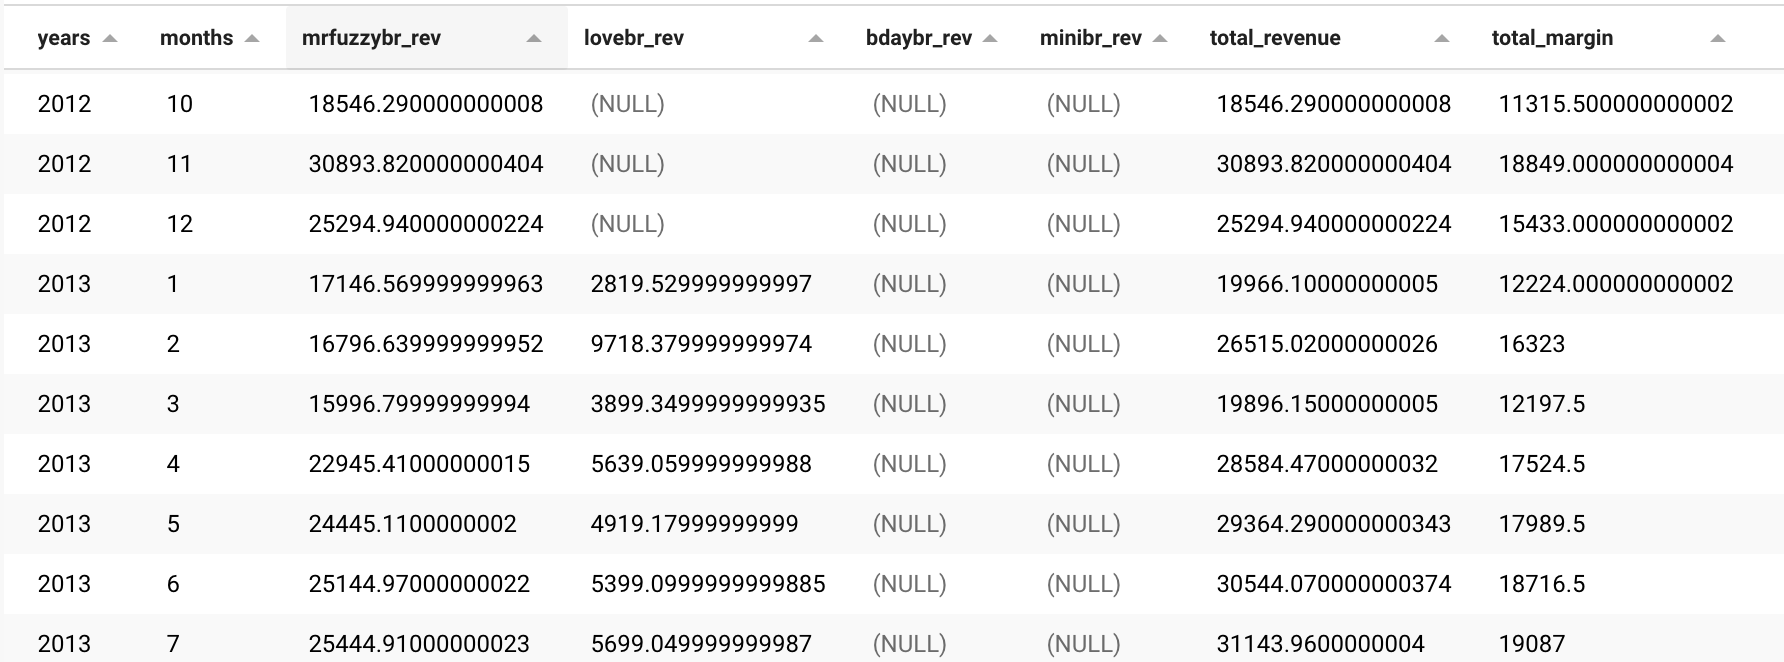 years months mrfuzzybr_rev lovebr_rev bdaybr_rev minibr_rev total_revenue total_margin
2012 10 18546.290000000008 (NULL) (NULL) (NULL) 18546.290000000008 11315.500000000002
2012 11 30893.820000000404 (NULL) (NULL) (NULL) 30893.820000000404 18849.000000000004
2012 12 25294.940000000224 (NULL) (NULL) (NULL) 25294.940000000224 15433.000000000002
2013 1 17146.569999999963 2819.529999999997 (NULL) (NULL) 19966.10000000005 12224.000000000002
2013 2 16796.639999999952 9718.379999999974 (NULL) (NULL) 26515.02000000026 16323
2013 3 15996.79999999994 3899.3499999999935 (NULL) (NULL) 19896.15000000005 12197.5
2013 4 22945.41000000015 5639.059999999988 (NULL) (NULL) 28584.47000000032 17524.5
2013 5 24445.1100000002 4919.17999999999 (NULL) (NULL) 29364.290000000343 17989.5
2013 6 25144.97000000022 5399.0999999999885 (NULL) (NULL) 30544.070000000374 18716.5
2013 7 25444.91000000023 5699.049999999987 (NULL) (NULL) 31143.9600000004 19087